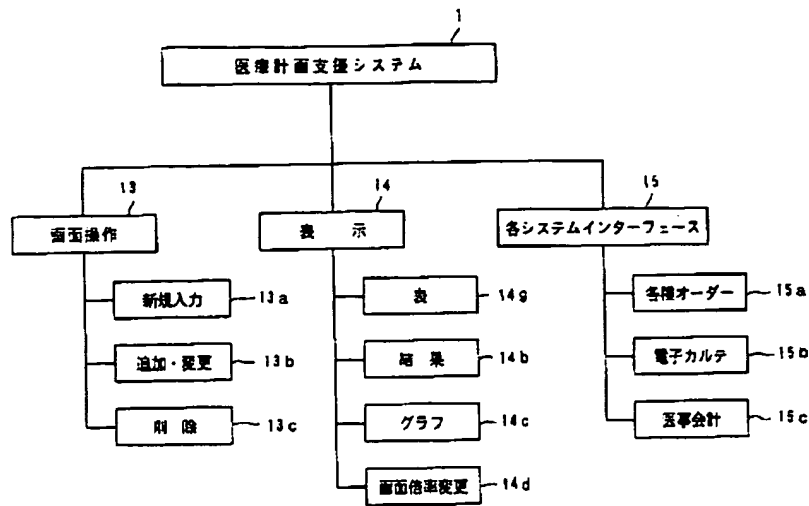 1
医療計画支援システム
13
画面操作
14
表 示
15
各システムインターフェース
新規入力
13a
追加・変更
13b
削 除
13c
表
14g
結 果
14b
グラフ
14c
画面倍率変更
14d
各種オーダー
15a
電子カルテ
15b
医事会計
15c